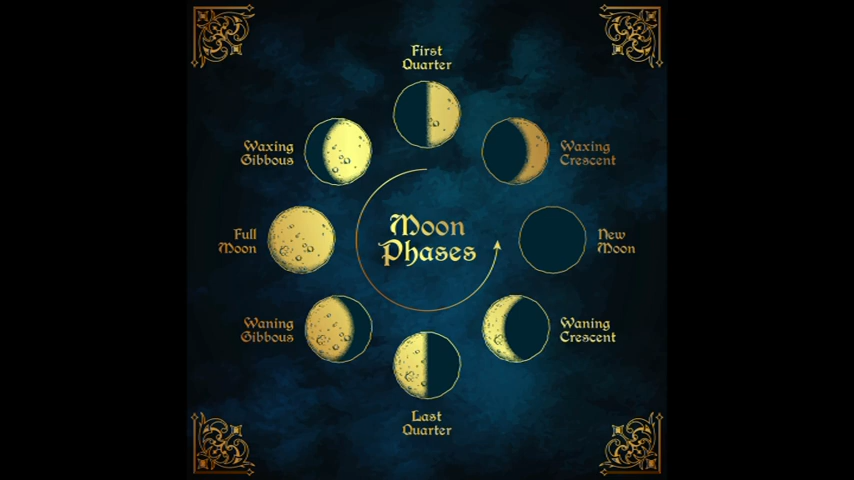 First
Quarter
Waxing
Gibbous
Waxing
Crescent
Full
Moon
Moon
Phases
New
Moon
Waning
Gibbous
Waning
Crescent
Last
Quarter